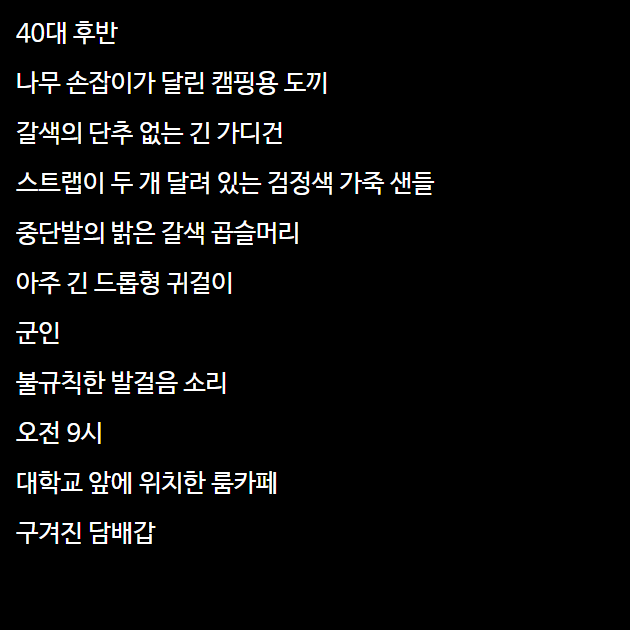 40대 후반
나무 손잡이가 달린 캠핑용 도끼
갈색의 단추 없는 긴 가디건
스트랩이 두 개 달려 있는 검정색 가죽 샌들
중단발의 밝은 갈색 곱슬머리
아주 긴 드롭형 귀걸이
군인
불규칙한 발걸음 소리
오전 9시
대학교 앞에 위치한 룸카페
구겨진 담배갑